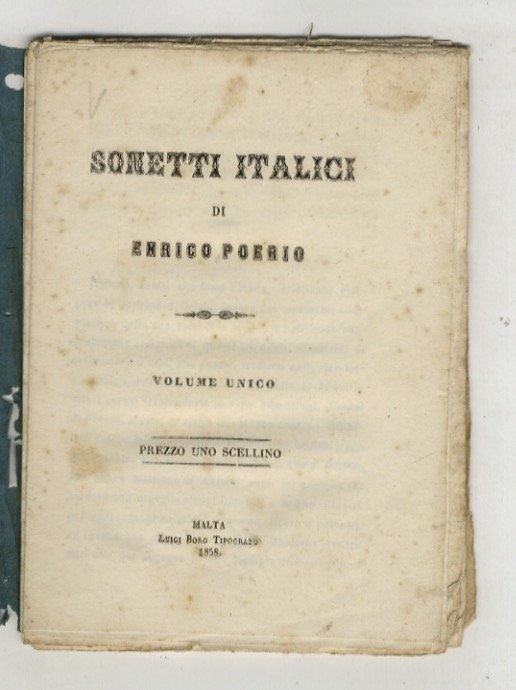 SONETTI ITALICI
DI
ENRICO POERIO
VOLUME UNICO
PREZZO UNO SCELLINO
MALTA
LUIGI BORG TIPOGRAFO
1858.